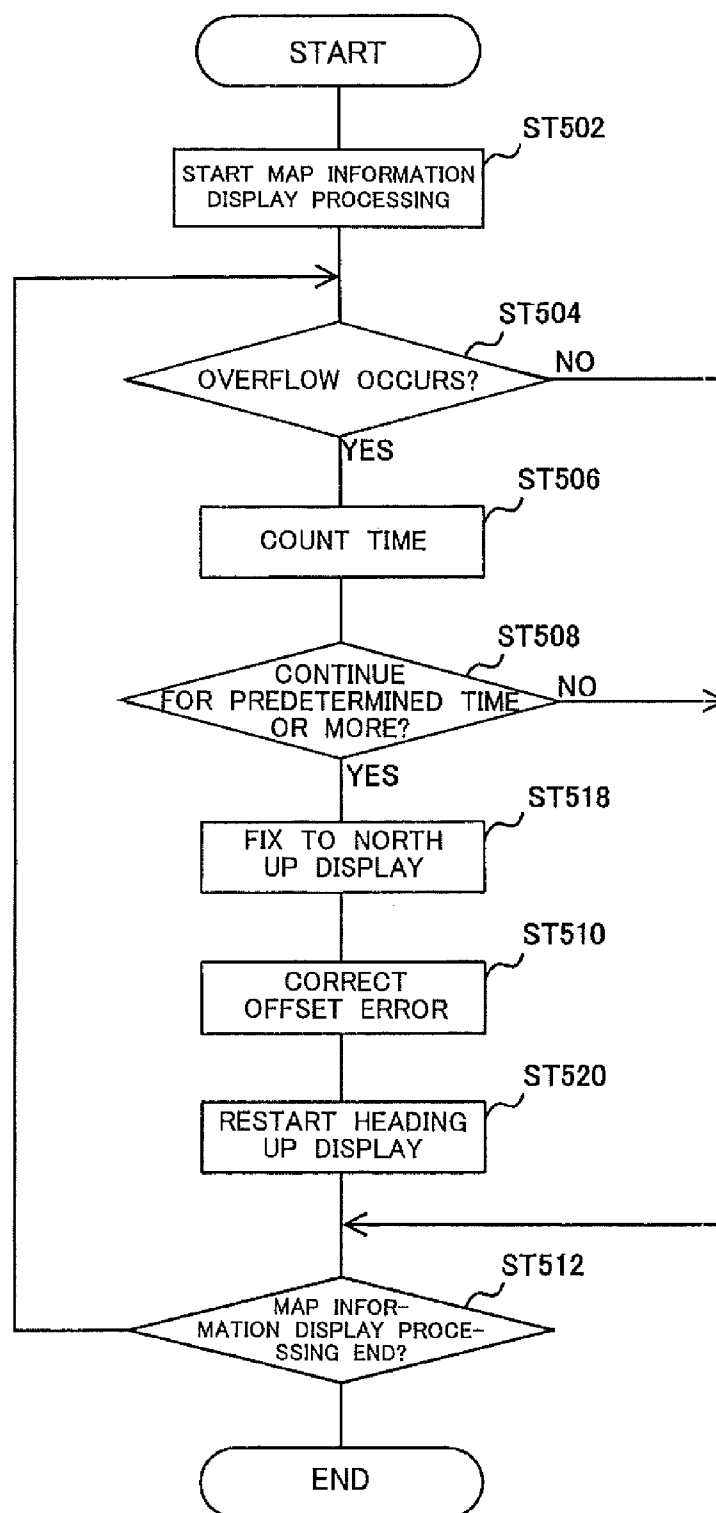 START
ST502
START MAP INFORMATION
DISPLAY PROCESSING
ST504
OVERFLOW OCCURS?
NO
YES
ST506
COUNT TIME
ST508
CONTINUE
FOR PREDETERMINED TIME
OR MORE?
NO
YES
ST518
FIX TO NORTH
UP DISPLAY
ST510
CORRECT
OFFSET ERROR
ST520
RESTART HEADING
UP DISPLAY
ST512
MAP INFOR-
MATION DISPLAY PROCE-
SSING END?
END